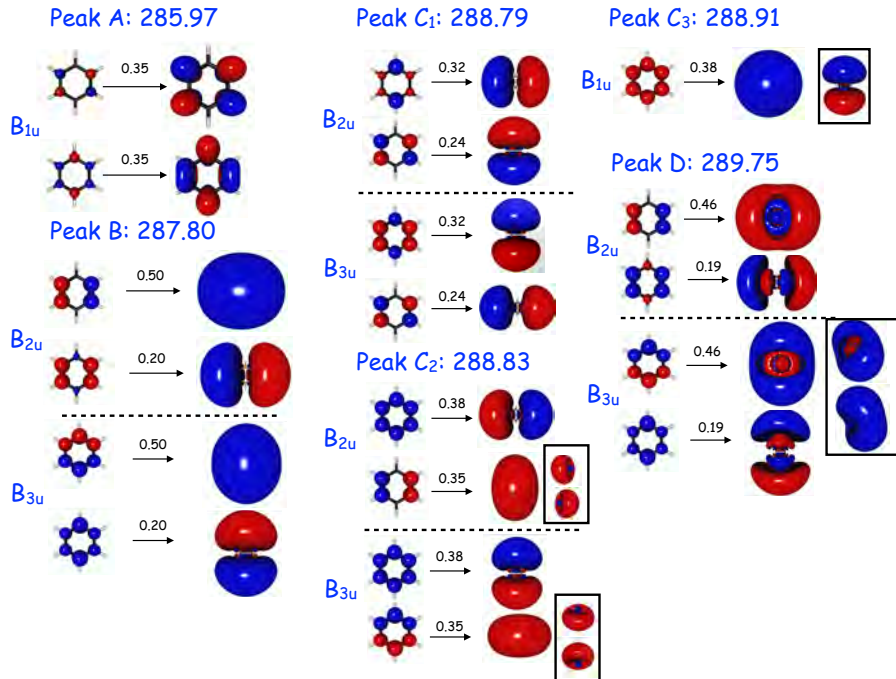 Peak A: 285.97
0.35
B1u
0.35
Peak B: 287.80
0.50
B2u
0.20
0.50
B3u
0.20
Peak C1: 288.79
0.32
B2u
0.24
0.32
B3u
0.24
Peak C2: 288.83
0.38
B2u
0.35
0.38
B3u
0.35
Peak C3: 288.91
0.38
B1u
Peak D: 289.75
0.46
B2u
0.19
0.46
B3u
0.19